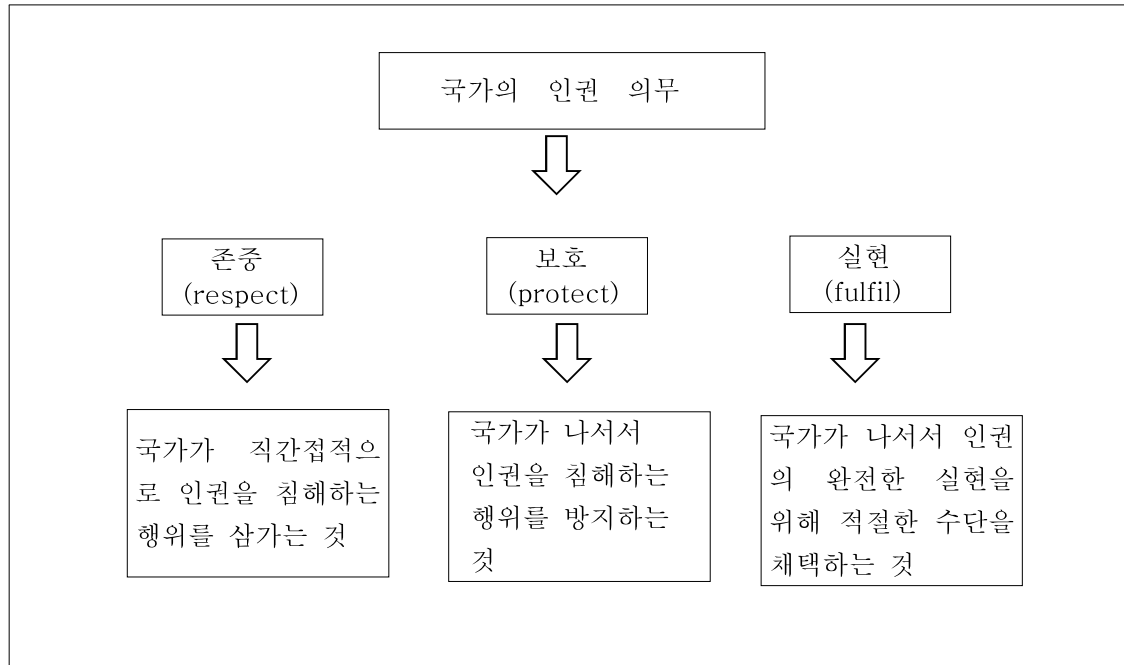 국가의 인권 의무
존중
(respect)
보호
(protect)
실현
(fulfil)
국가가 직간접적으
로 인권을 침해하는
행위를 삼가는 것
국가가 나서서
인권을 침해하는
행위를 방지하는
것
국가가 나서서 인권
의 완전한 실현을
위해 적절한 수단을
채택하는 것